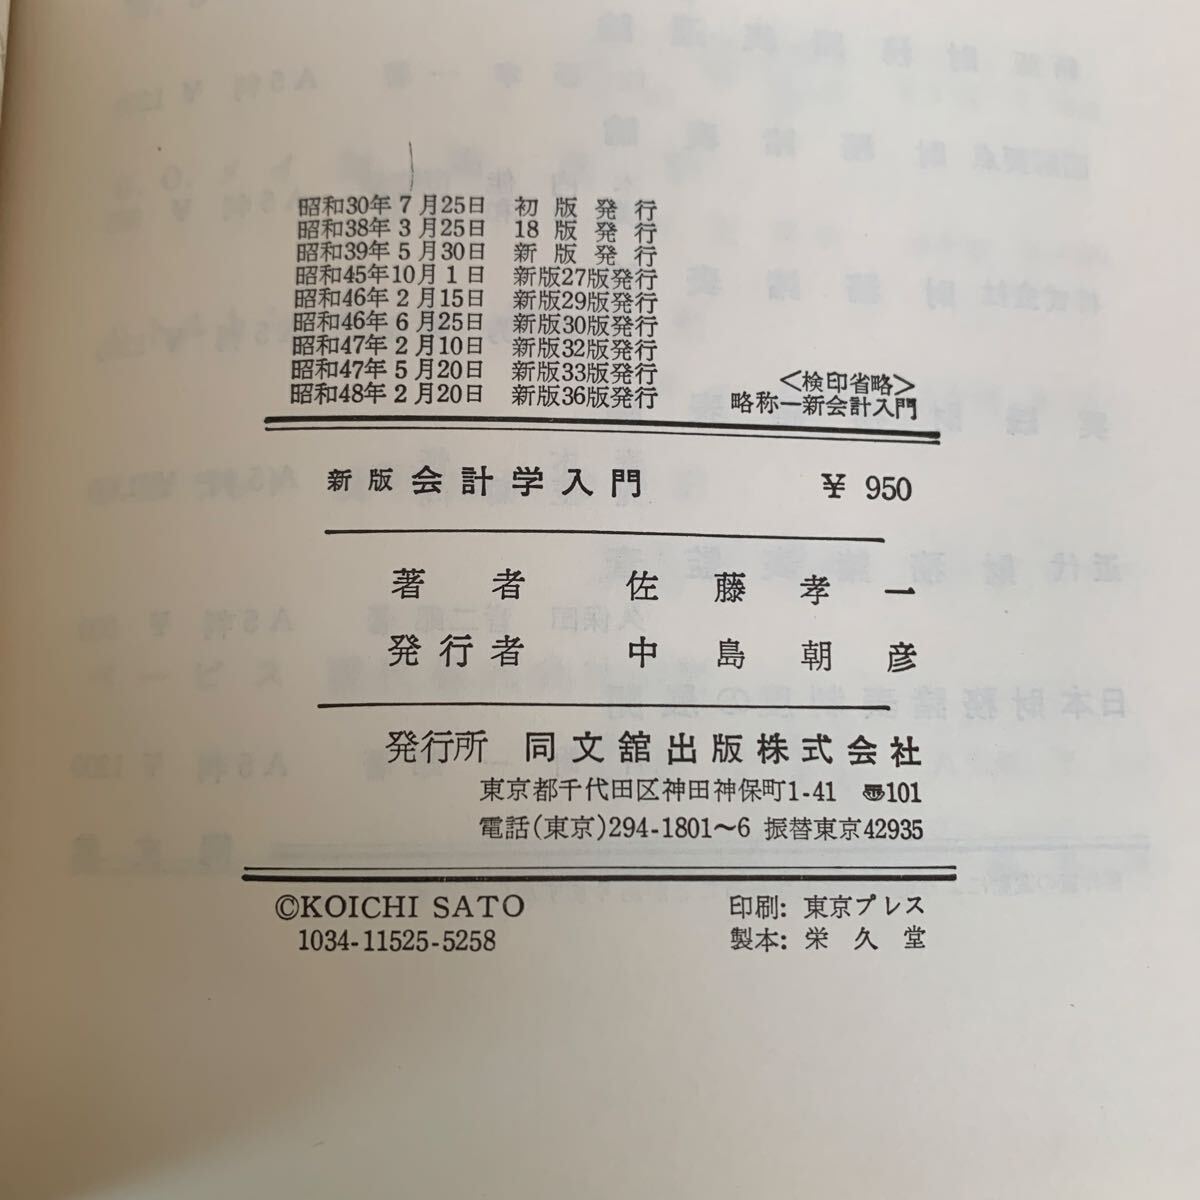 昭和30年7月25日 初版発行
昭和38年3月25日 18版発行
昭和39年5月30日 新版発行
昭和45年10月1日 新版27版発行
昭和46年2月15日 新版29版発行
昭和46年6月25日 新版30版発行
昭和47年2月10日 新版32版発行
昭和47年5月20日 新版33版発行
昭和48年2月20日 新版36版発行
<検印省略>
略称―新会計入門
新版 会計学入門 ¥950
著者 佐藤孝一
発行者 中島朝彦
発行所 同文舘出版株式会社
東京都千代田区神田神保町1-41 〠101
電話(東京)294-1801〜6 振替東京42935
©KOICHI SATO 印刷: 東京プレス
1034-11525-5258 製本: 栄久堂